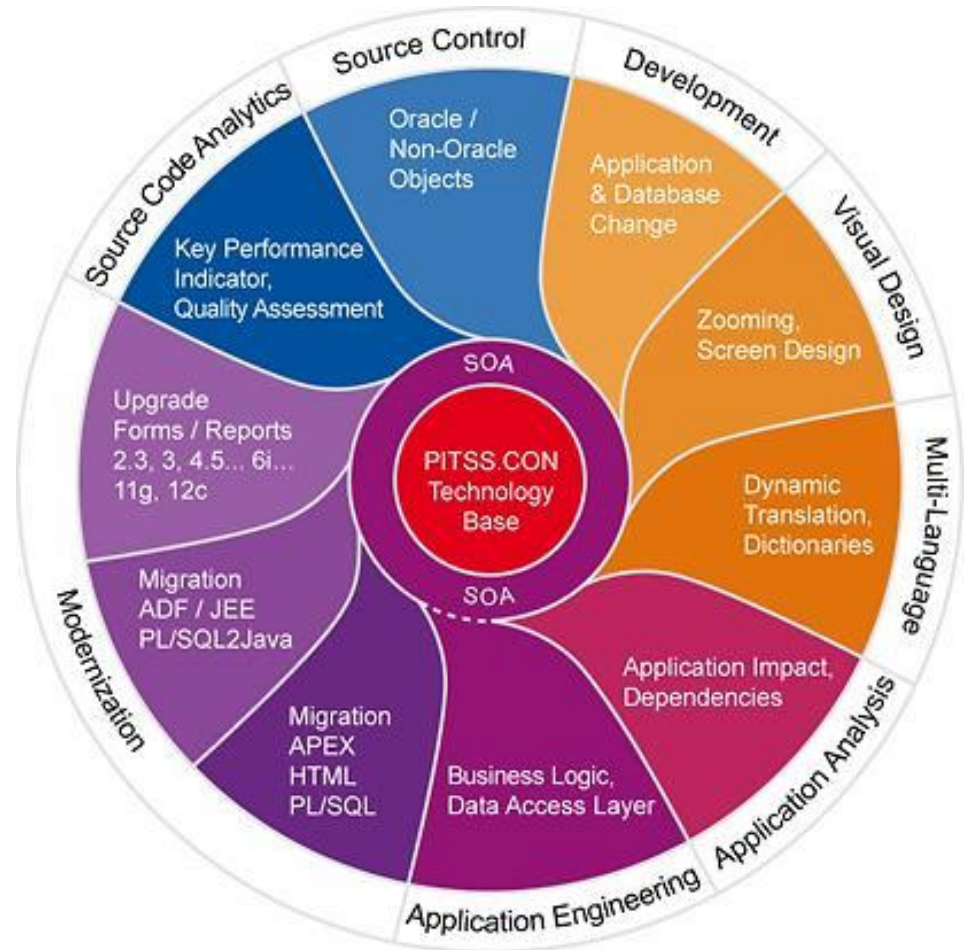 Source Control
Oracle /
Non-Oracle
Objects
Development
Application
& Database
Change
Visual Design
Zooming,
Screen Design
Multi-Language
Dynamic
Translation,
Dictionaries
Application Analysis
Application Impact,
Dependencies
Application Engineering
Business Logic,
Data Access Layer
Modernization
Migration
APEX
HTML
PL/SQL
Migration
ADF / JEE
PL/SQL2Java
Upgrade
Forms / Reports
2.3, 3, 4.5... 6i...
11g, 12c
Source Code Analytics
Key Performance
Indicator,
Quality Assessment
SOA
PITSS.CON
Technology
Base
SOA